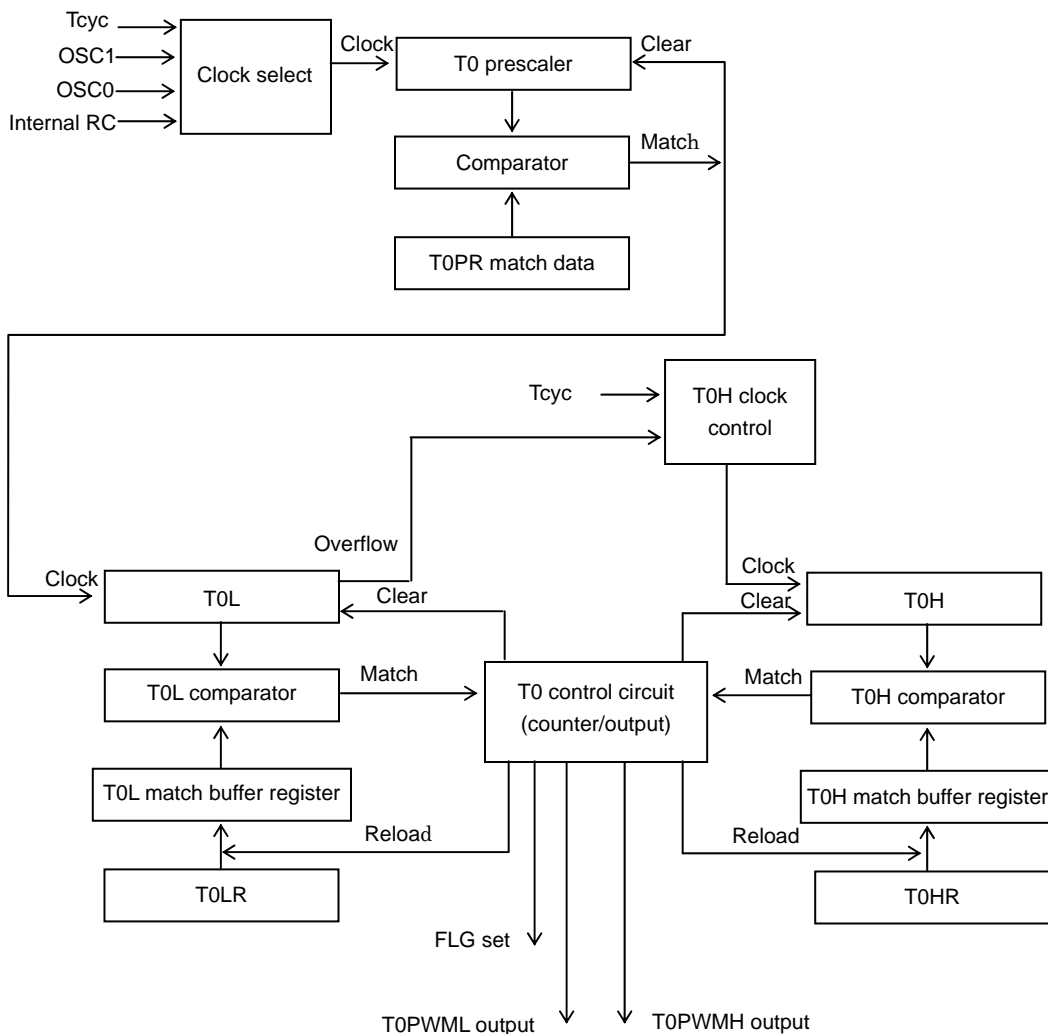 Tcyc
OSC1
OSC0
Internal RC
Clock select
Clock
T0 prescaler
Clear
Comparator
Match
T0PR match data
Tcyc
T0H clock
control
Overflow
Clock
T0L
Clear
Clock
Clear
T0H
T0L comparator
Match
T0 control circuit
(counter/output)
Match
T0H comparator
T0L match buffer register
T0H match buffer register
Reload
Reload
T0LR
T0HR
FLG set
T0PWML output
T0PWMH output